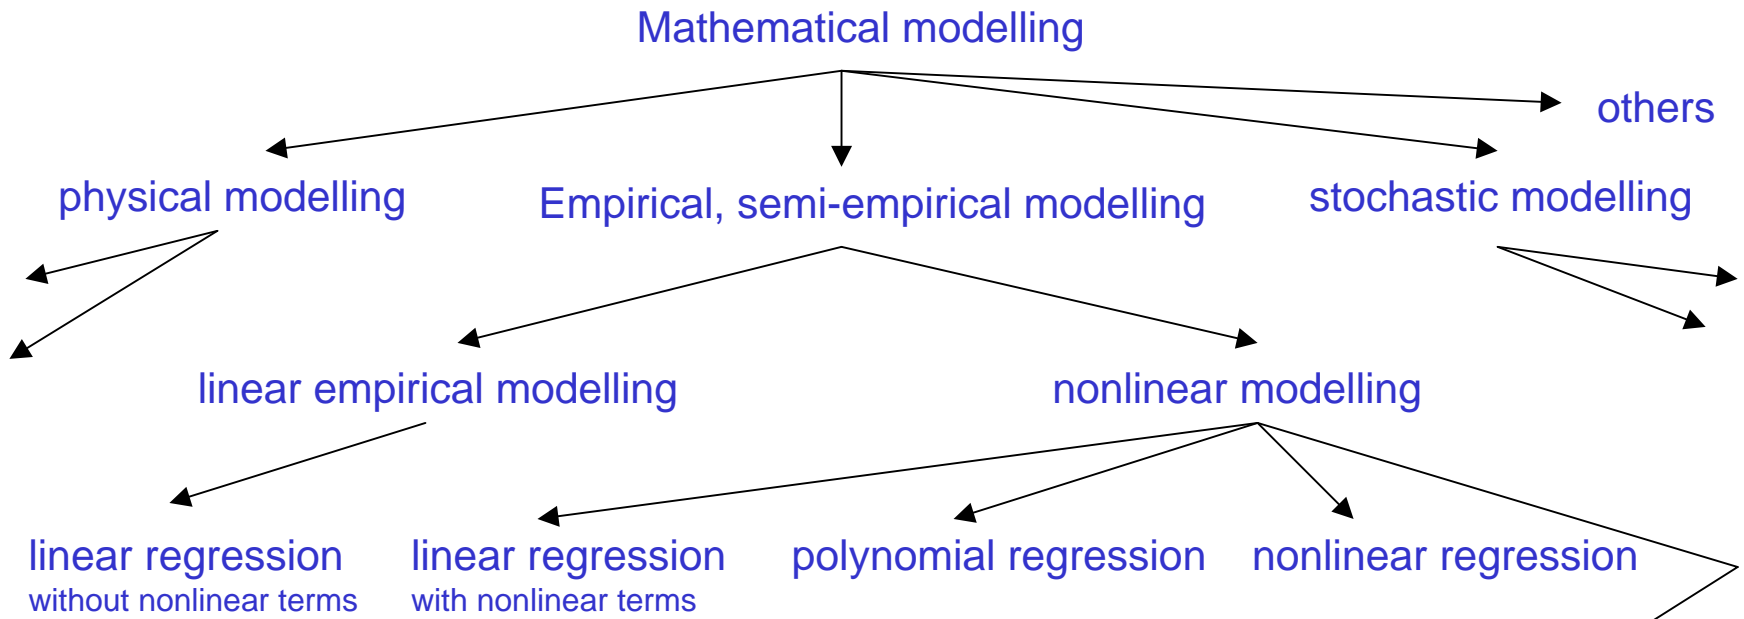 Mathematical modelling
others
physical modelling
Empirical, semi-empirical modelling
stochastic modelling
linear empirical modelling
nonlinear modelling
linear regression
without nonlinear terms
linear regression
with nonlinear terms
polynomial regression
nonlinear regression